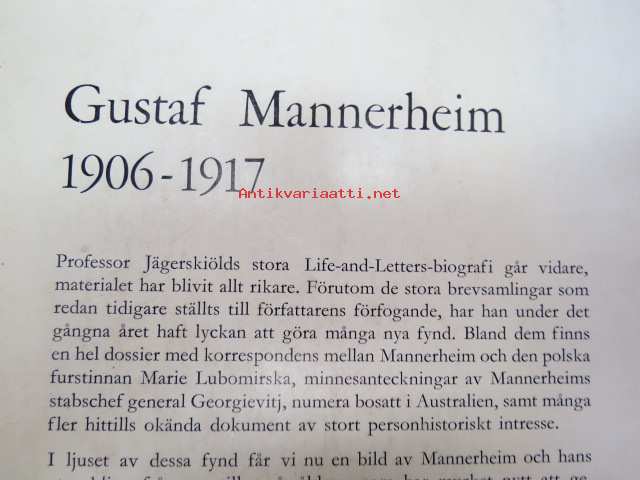 Gustaf Mannerheim
1906-1917
Antikvariaatti.net
Professor Jägerskiölds stora Life-and-Letters-biografi går vidare,
materialet har blivit allt rikare. Förutom de stora brevsamlingar som
redan tidigare ställts till författarens förfogande, har han under det
gångna året haft lyckan att göra många nya fynd. Bland dem finns
en hel dossier med korrespondens mellan Mannerheim och den polska
furstinnan Marie Lubomirska, minnesanteckningar av Mannerheims
stabschef general Georgievitj, numera bosatt i Australien, samt många
fler hittills okända dokument av stort personhistoriskt intresse.
I ljuset av dessa fynd får vi nu en bild av Mannerheim och hans